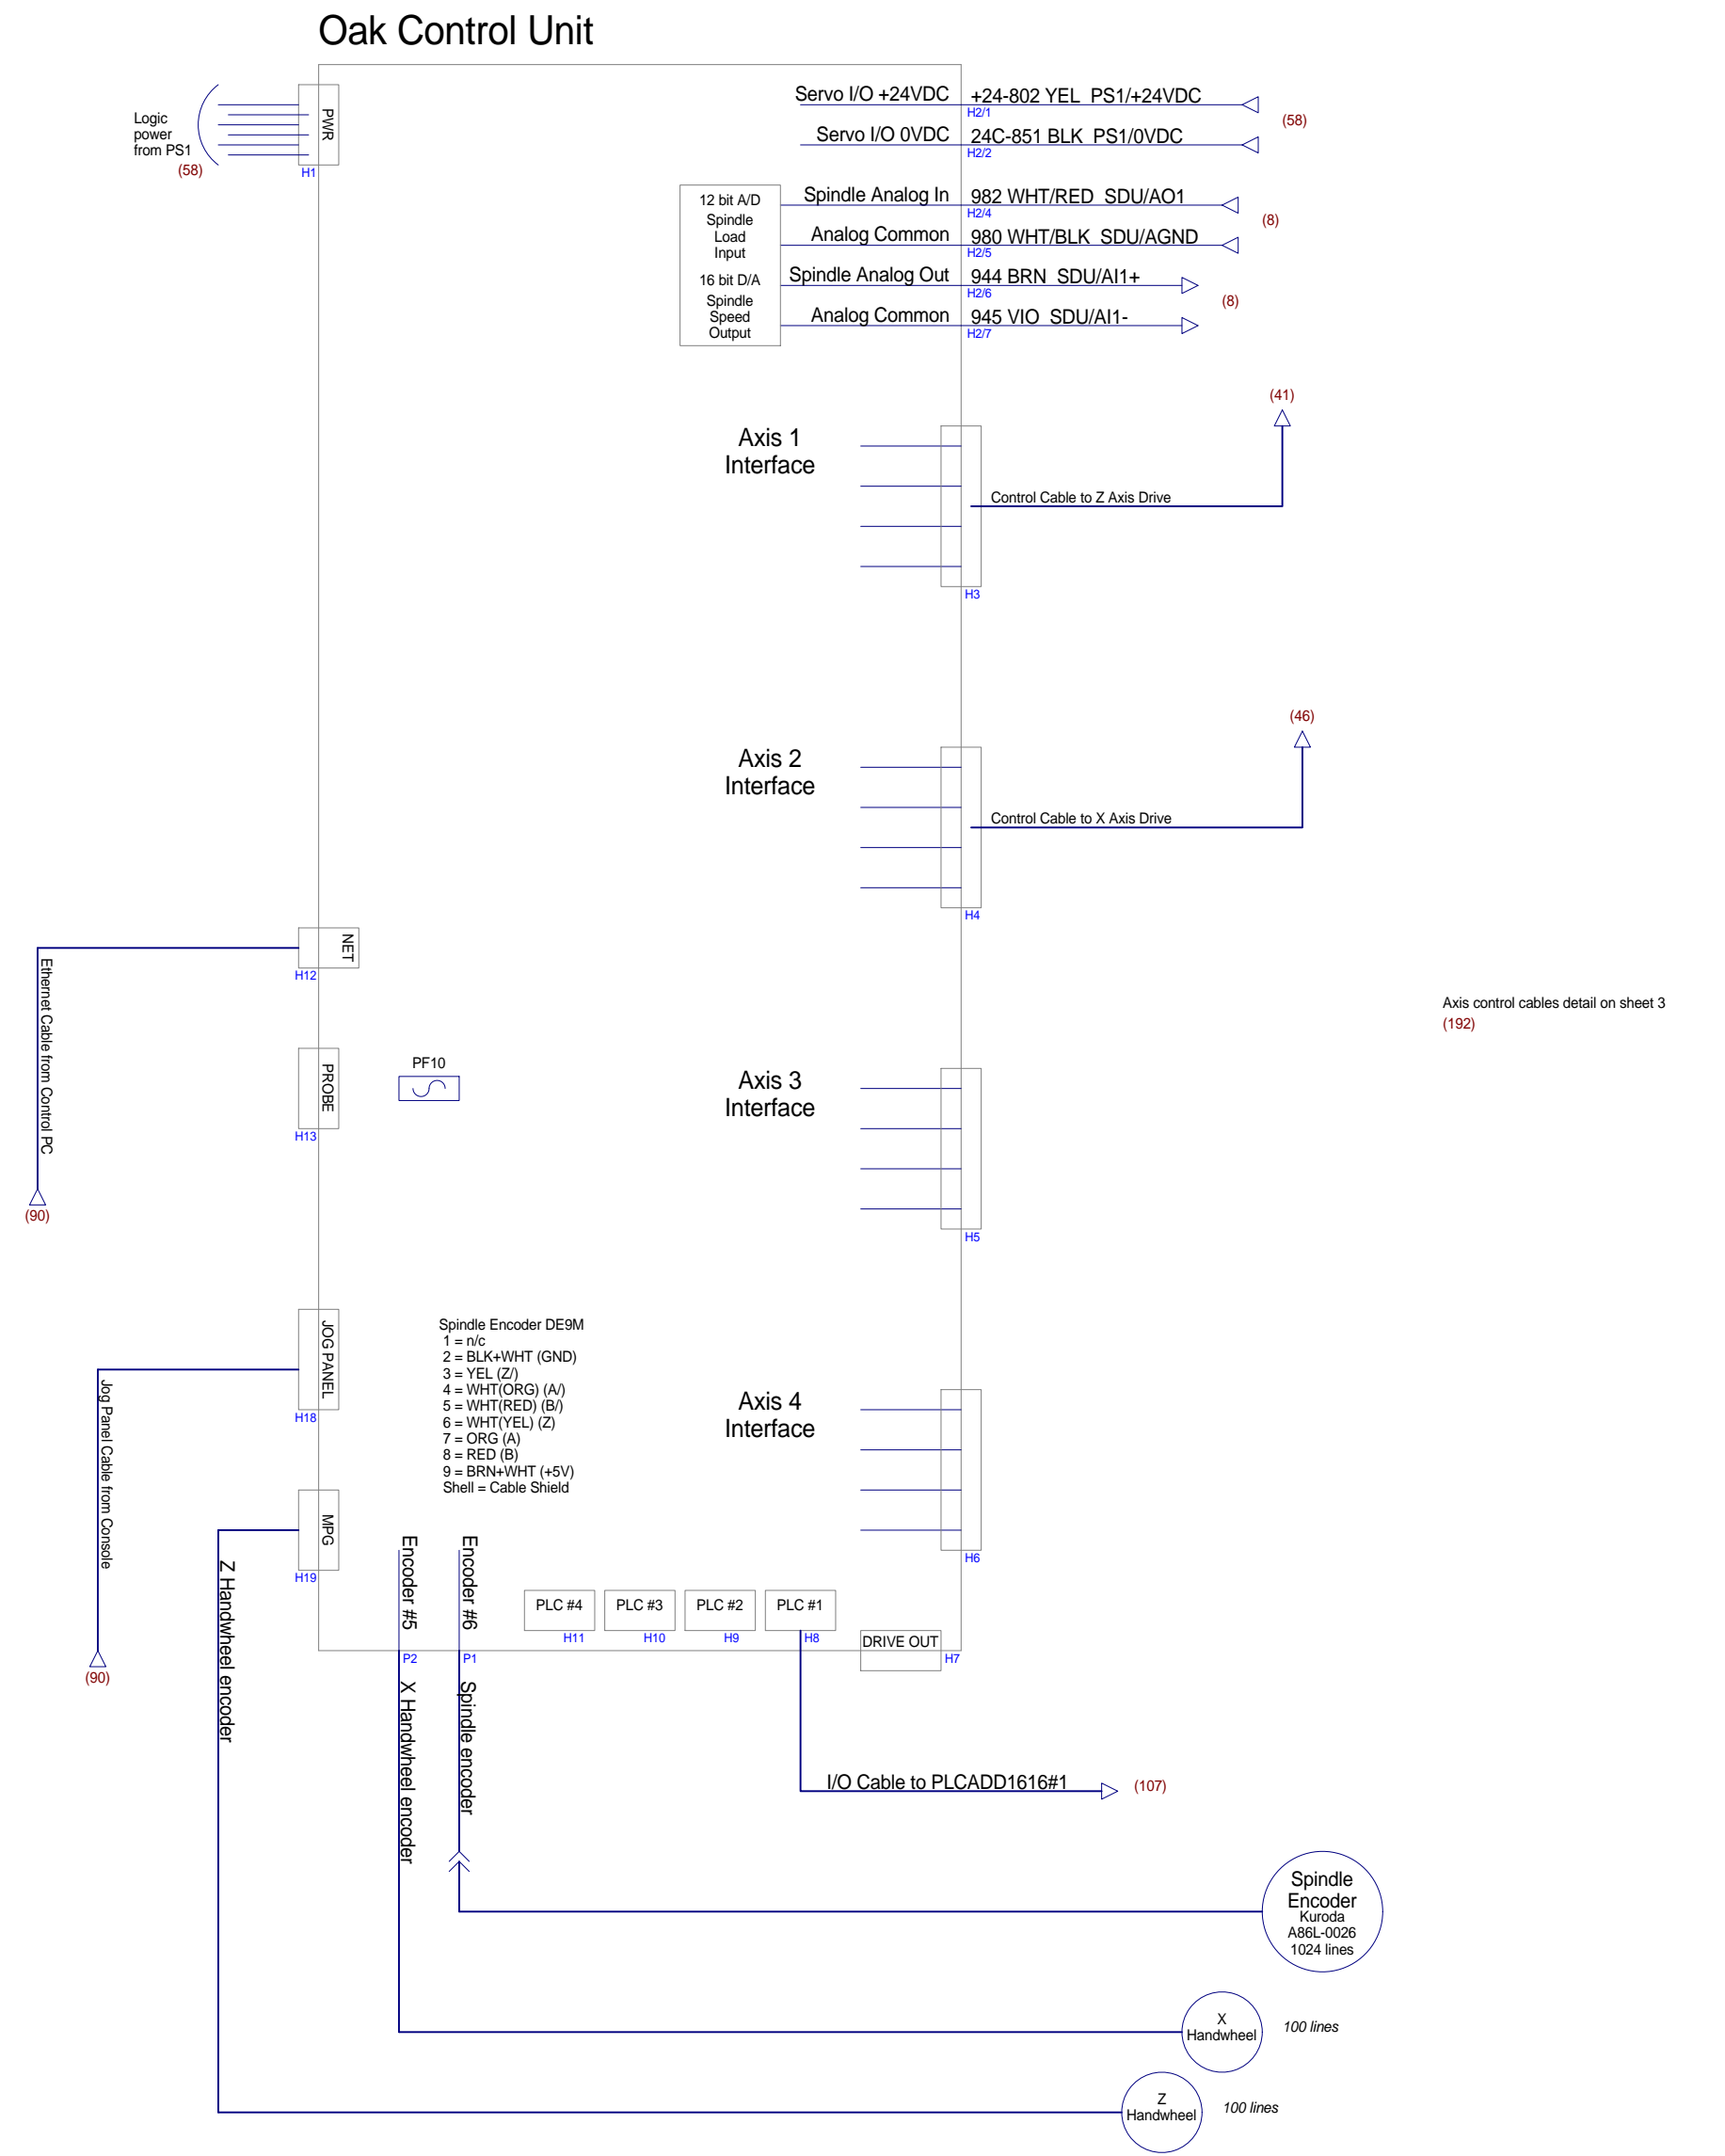 Oak Control Unit
Logic
power
from PS1
(58)
PWR
H1
Servo I/O +24VDC
+24-802 YEL  PS1/+24VDC
H2/1
(58)
Servo I/O 0VDC
24C-851 BLK  PS1/0VDC
H2/2
12 bit A/D
Spindle
Load
Input
16 bit D/A
Spindle
Speed
Output
Spindle Analog In
982 WHT/RED  SDU/AO1
H2/4
(8)
Analog Common
980 WHT/BLK  SDU/AGND
H2/5
Spindle Analog Out
944 BRN  SDU/AI1+
H2/6
(8)
Analog Common
945 VIO  SDU/AI1-
H2/7
(41)
Axis 1
Interface
Control Cable to Z Axis Drive
H3
(46)
Axis 2
Interface
Control Cable to X Axis Drive
H4
NET
H12
Ethernet Cable from Control PC
(90)
Axis control cables detail on sheet 3
(192)
PROBE
H13
PF10
Axis 3
Interface
H5
JOG PANEL
H18
Jog Panel Cable from Console
(90)
Spindle Encoder DE9M
1 = n/c
2 = BLK+WHT (GND)
3 = YEL (Z/)
4 = WHT(ORG) (A/)
5 = WHT(RED) (B/)
6 = WHT(YEL) (Z)
7 = ORG (A)
8 = RED (B)
9 = BRN+WHT (+5V)
Shell = Cable Shield
Axis 4
Interface
H6
MPG
H19
Z Handwheel encoder
Encoder #5
Encoder #6
PLC #4
PLC #3
PLC #2
PLC #1
H11
H10
H9
H8
DRIVE OUT
H7
P2
P1
X Handwheel encoder
Spindle encoder
I/O Cable to PLCADD1616#1
(107)
Spindle
Encoder
Kuroda
A86L-0026
1024 lines
X
Handwheel
100 lines
Z
Handwheel
100 lines